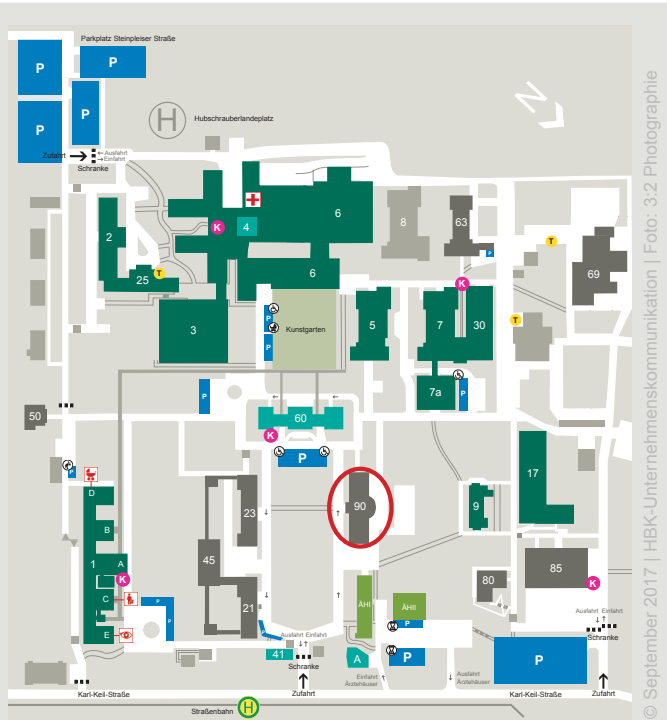 Parkplatz Steinpleiser Straße
P
P
P
P
H
Hubschrauberlandeplatz
Zufahrt
←Ausfahrt
→Einfahrt
Schranke
2
25
T
K
4
6
6
8
63
P
K
T
69
T
3
P
P
Kunstgarten
5
7
30
7a
P
P
50
60
K
P
P
1
D
B
A
K
C
E
P
P
23
45
21
90
9
17
80
85
K
ÄHI
ÄHII
P
P
A
41
Ausfahrt Einfahrt
Schranke
Zufahrt
Einfahrt
Ärztehäuser
Ausfahrt
Ärztehäuser
Ausfahrt Einfahrt
Schranke
P
Karl-Keil-Straße
Karl-Keil-Straße
Zufahrt
Straßenbahn
H
N
© September 2017 | HBK-Unternehmenskommunikation | Foto: 3:2 Photographie